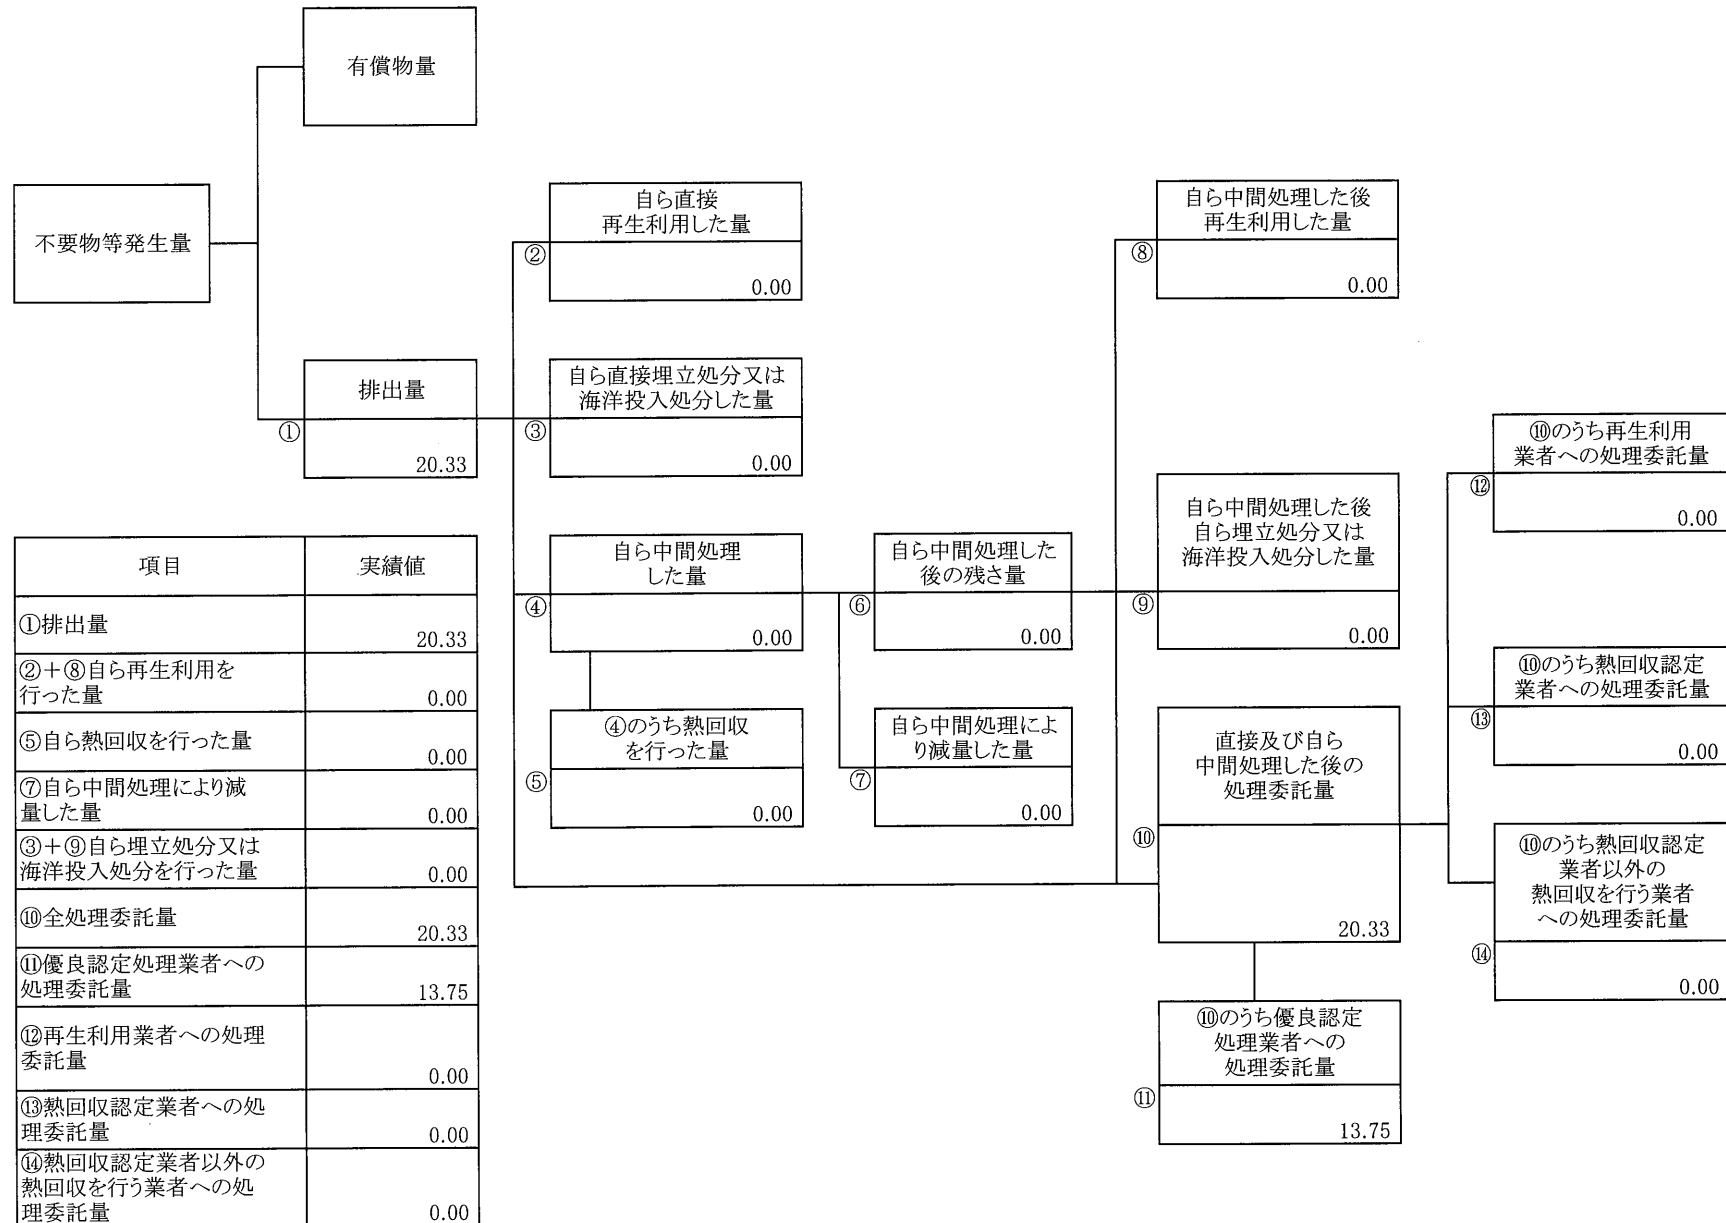 有償物量
不要物等発生量
排出量
①
20.33
自ら直接
再生利用した量
②
0.00
自ら直接埋立処分又は
海洋投入処分した量
③
0.00
自ら中間処理
した量
④
0.00
④のうち熱回収
を行った量
⑤
0.00
自ら中間処理した
後の残さ量
⑥
0.00
自ら中間処理によ
り減量した量
⑦
0.00
自ら中間処理した後
再生利用した量
⑧
0.00
自ら中間処理した後
自ら埋立処分又は
海洋投入処分した量
⑨
0.00
直接及び自ら
中間処理した後の
処理委託量
⑩
20.33
⑩のうち優良認定
処理業者への
処理委託量
⑪
13.75
⑩のうち再生利用
業者への処理委託量
⑫
0.00
⑩のうち熱回収認定
業者への処理委託量
⑬
0.00
⑩のうち熱回収認定
業者以外の
熱回収を行う業者
への処理委託量
⑭
0.00
項目 実績値
①排出量
20.33
②+⑧自ら再生利用を
行った量
0.00
⑤自ら熱回収を行った量
0.00
⑦自ら中間処理により減
量した量
0.00
③+⑨自ら埋立処分又は
海洋投入処分を行った量
0.00
⑩全処理委託量
20.33
⑪優良認定処理業者への
処理委託量
13.75
⑫再生利用業者への処理
委託量
0.00
⑬熱回収認定業者への処
理委託量
0.00
⑭熱回収認定業者以外の
熱回収を行う業者への処
理委託量
0.00